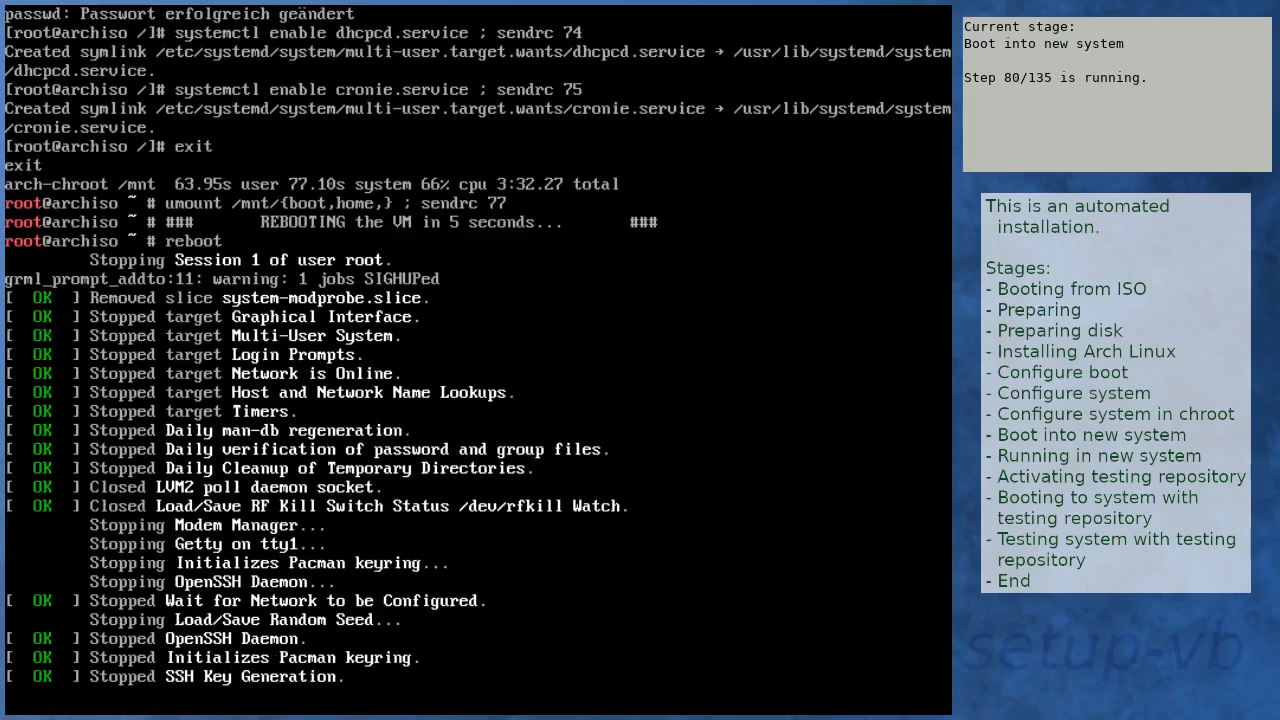 passwd: Passwort erfolgreich geändert
[root@archiso /]# systemctl enable dhcpcd.service ; sendrc 74
Created symlink /etc/systemd/system/multi-user.target.wants/dhcpcd.service → /usr/lib/systemd/system
/dhcpcd.service.
[root@archiso /]# systemctl enable cronie.service ; sendrc 75
Created symlink /etc/systemd/system/multi-user.target.wants/cronie.service → /usr/lib/systemd/system
/cronie.service.
[root@archiso /]# exit
exit
arch-chroot /mnt  63.95s user 77.10s system 66% cpu 3:32.27 total
root@archiso ~ # umount /mnt/{boot,home,} ; sendrc 77
root@archiso ~ # ###       REBOOTING the VM in 5 seconds...       ###
root@archiso ~ # reboot
         Stopping Session 1 of user root.
grml_prompt_addto:11: warning: 1 jobs SIGHUPed
[  OK  ] Removed slice system-modprobe.slice.
[  OK  ] Stopped target Graphical Interface.
[  OK  ] Stopped target Multi-User System.
[  OK  ] Stopped target Login Prompts.
[  OK  ] Stopped target Network is Online.
[  OK  ] Stopped target Host and Network Name Lookups.
[  OK  ] Stopped target Timers.
[  OK  ] Stopped Daily man-db regeneration.
[  OK  ] Stopped Daily verification of password and group files.
[  OK  ] Stopped Daily Cleanup of Temporary Directories.
[  OK  ] Closed LVM2 poll daemon socket.
[  OK  ] Closed Load/Save RF Kill Switch Status /dev/rfkill Watch.
         Stopping Modem Manager...
         Stopping Getty on tty1...
         Stopping Initializes Pacman keyring...
         Stopping OpenSSH Daemon...
[  OK  ] Stopped Wait for Network to be Configured.
         Stopping Load/Save Random Seed...
[  OK  ] Stopped OpenSSH Daemon.
[  OK  ] Stopped Initializes Pacman keyring.
[  OK  ] Stopped SSH Key Generation.
Current stage:
Boot into new system
Step 80/135 is running.
This is an automated
installation.
Stages:
- Booting from ISO
- Preparing
- Preparing disk
- Installing Arch Linux
- Configure boot
- Configure system
- Configure system in chroot
- Boot into new system
- Running in new system
- Activating testing repository
- Booting to system with
testing repository
- Testing system with testing
repository
- End
setup-vb